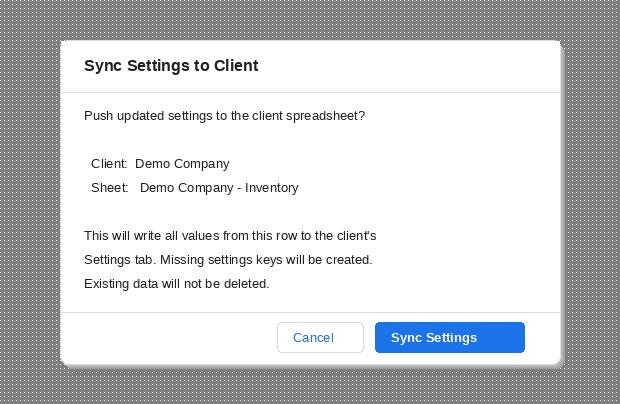 Sync Settings to Client
Push updated settings to the client spreadsheet?
Client: Demo Company
Sheet: Demo Company - Inventory
This will write all values from this row to the client's
Settings tab. Missing settings keys will be created.
Existing data will not be deleted.
Cancel
Sync Settings